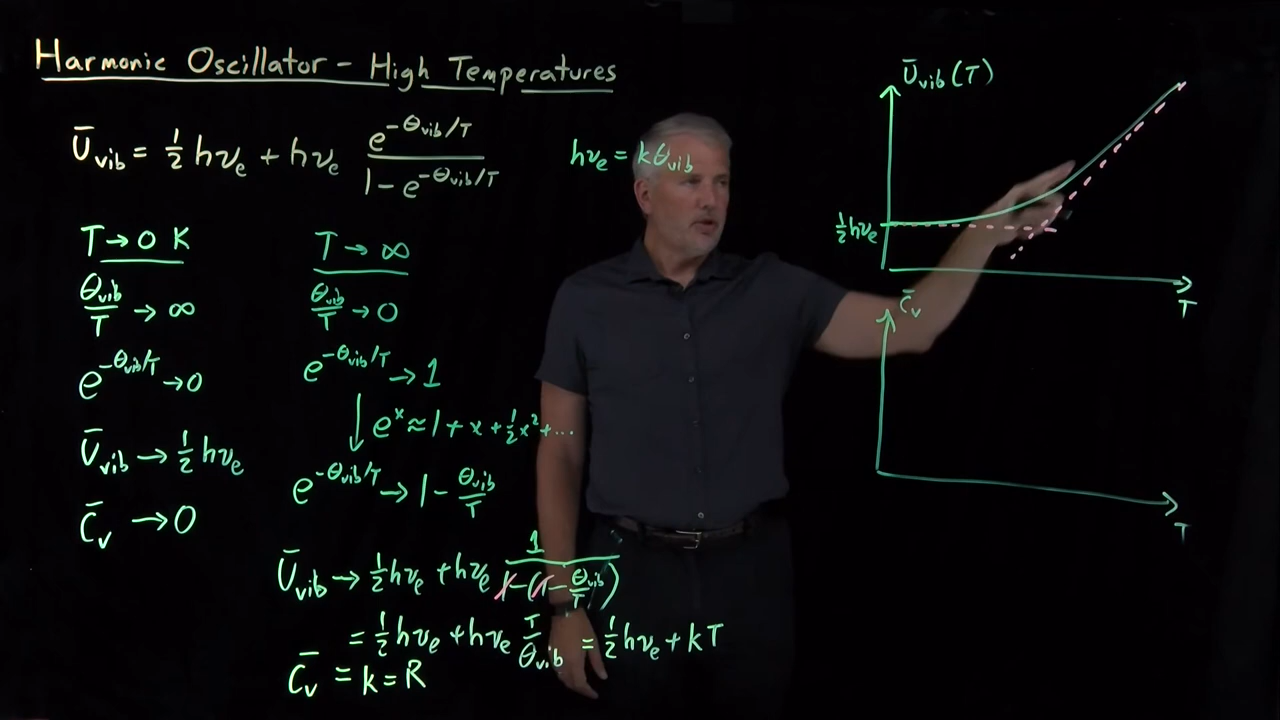 Harmonic Oscillator – High Temperatures
Ū_vib = ½ hν_e + hν_e e^(-Θ_vib/T) / (1 - e^(-Θ_vib/T))
hν_e = kΘ_vib
T → 0 K
Θ_vib/T → ∞
e^(-Θ_vib/T) → 0
Ū_vib → ½ hν_e
C̄_v → 0
T → ∞
Θ_vib/T → 0
e^(-Θ_vib/T) → 1
↓ e^x ≈ 1 + x + ½x² + ...
e^(-Θ_vib/T) → 1 - Θ_vib/T
Ū_vib → ½ hν_e + hν_e 1 / (1 - (1 - Θ_vib/T))
= ½ hν_e + hν_e T/Θ_vib = ½ hν_e + kT
C̄_v = k = R
Ū_vib (T)
½ hν_e
T
C̄_v
T